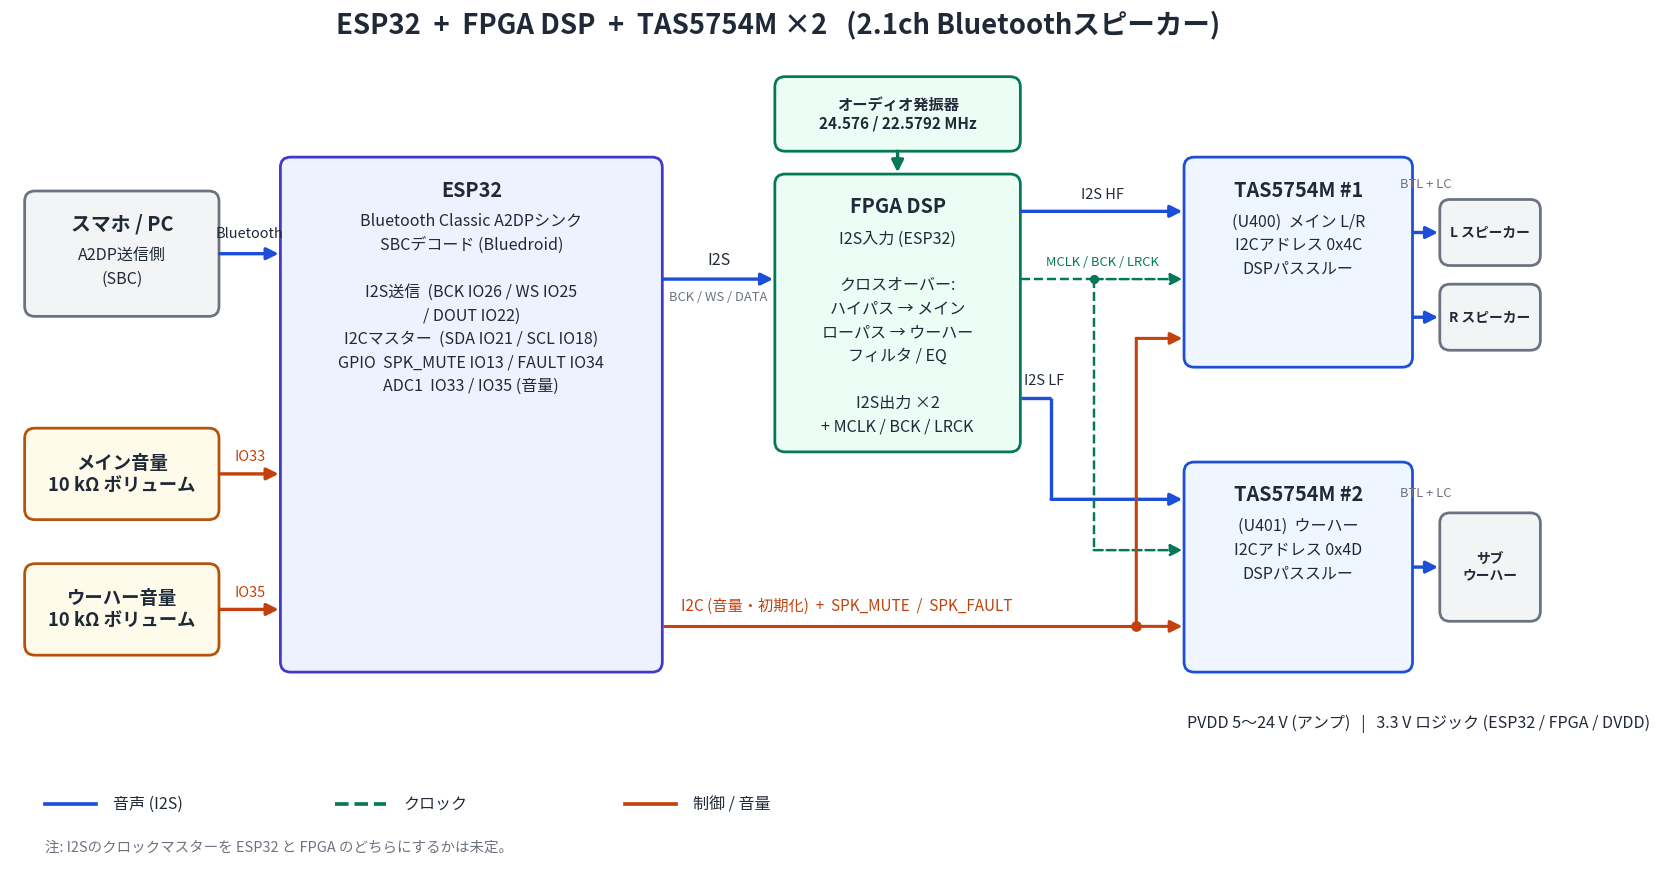 ESP32 + FPGA DSP + TAS5754M ×2 (2.1ch Bluetoothスピーカー)
オーディオ発振器
24.576 / 22.5792 MHz
スマホ / PC
A2DP送信側
(SBC)
Bluetooth
ESP32
Bluetooth Classic A2DPシンク
SBCデコード (Bluedroid)
I2S送信 (BCK IO26 / WS IO25
/ DOUT IO22)
I2Cマスター (SDA IO21 / SCL IO18)
GPIO SPK_MUTE IO13 / FAULT IO34
ADC1 IO33 / IO35 (音量)
メイン音量
10 kΩ ボリューム
IO33
ウーハー音量
10 kΩ ボリューム
IO35
I2S
BCK / WS / DATA
FPGA DSP
I2S入力 (ESP32)
クロスオーバー:
ハイパス → メイン
ローパス → ウーハー
フィルタ / EQ
I2S出力 ×2
+ MCLK / BCK / LRCK
I2S HF
MCLK / BCK / LRCK
I2S LF
I2C (音量・初期化) + SPK_MUTE / SPK_FAULT
TAS5754M #1
(U400) メイン L/R
I2Cアドレス 0x4C
DSPパススルー
BTL + LC
L スピーカー
R スピーカー
TAS5754M #2
(U401) ウーハー
I2Cアドレス 0x4D
DSPパススルー
BTL + LC
サブ
ウーハー
PVDD 5〜24 V (アンプ) | 3.3 V ロジック (ESP32 / FPGA / DVDD)
音声 (I2S)
クロック
制御 / 音量
注: I2Sのクロックマスターを ESP32 と FPGA のどちらにするかは未定。